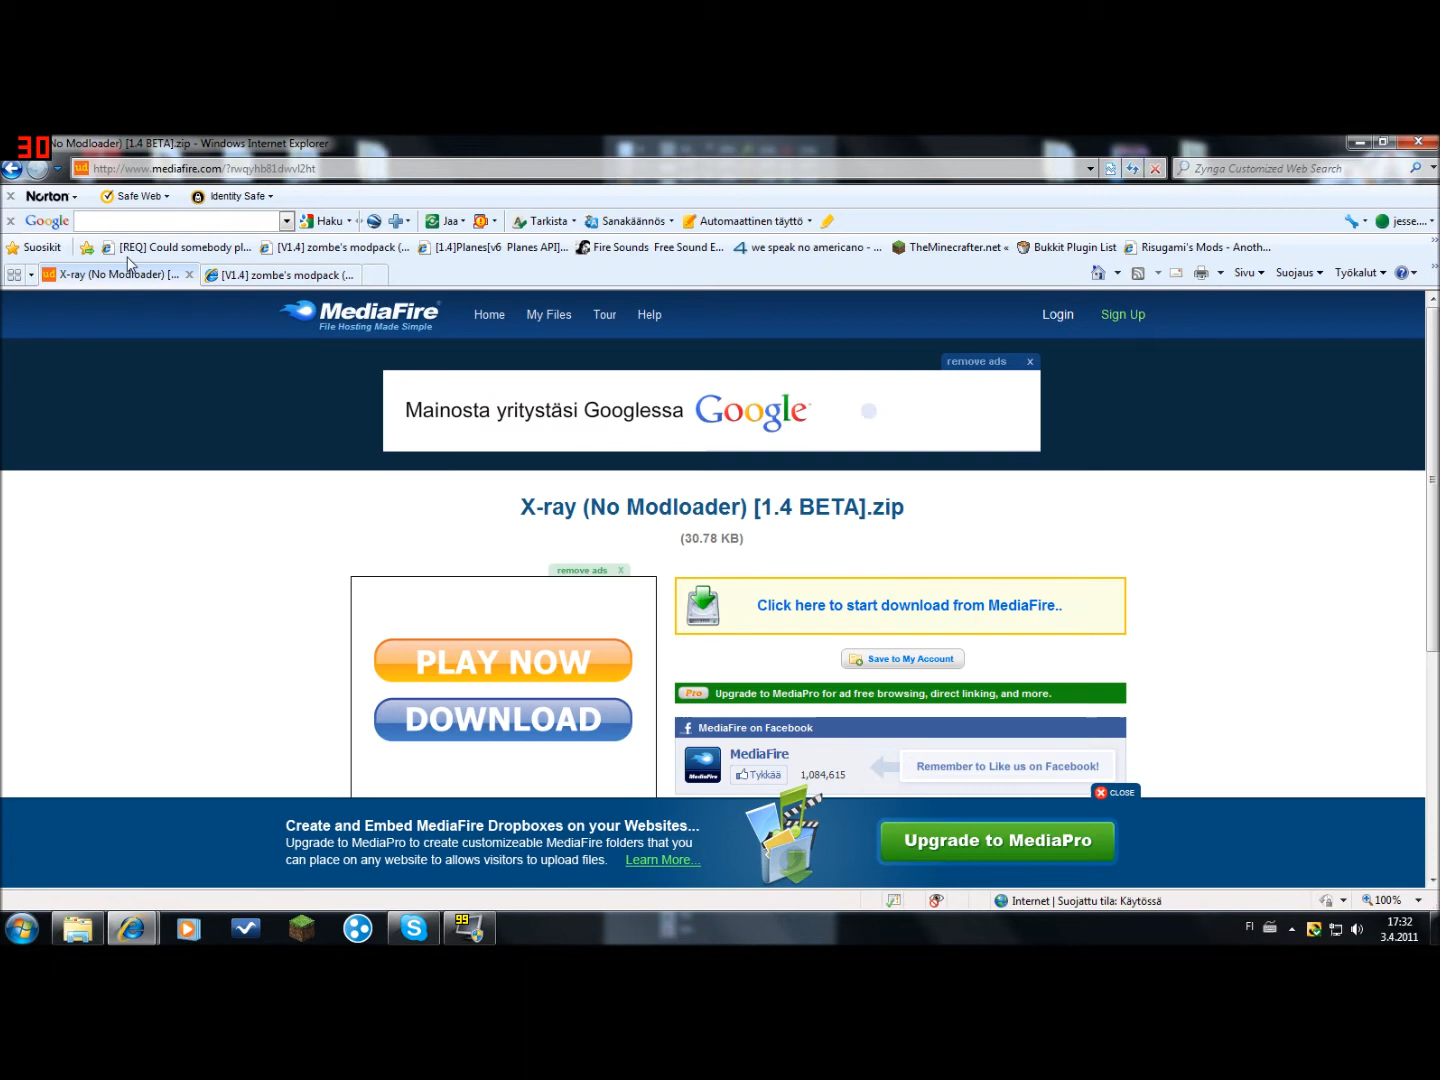 30
No Modloader) [1.4 BETA].zip - Windows Internet Explorer
http://www.mediafire.com/?rwqyhb81dwvl2ht
Zynga Customized Web Search
x Norton Safe Web Identity Safe
x Google Haku Jaa Tarkista Sanakäännös Automaattinen täyttö jesse....
Suosikit [REQ] Could somebody pl... [V1.4] zombe's modpack (... [1.4]Planes[v6 Planes API]... Fire Sounds Free Sound E... we speak no americano - ... TheMinecrafter.net « Bukkit Plugin List Risugami's Mods - Anoth...
X-ray (No Modloader) [... [V1.4] zombe's modpack (... Sivu Suojaus Työkalut
MediaFire
File Hosting Made Simple
Home My Files Tour Help Login Sign Up
remove ads x
Mainosta yritystäsi Googlessa Google
X-ray (No Modloader) [1.4 BETA].zip
(30.78 KB)
remove ads x
PLAY NOW
DOWNLOAD
Click here to start download from MediaFire..
Save to My Account
Pro Upgrade to MediaPro for ad free browsing, direct linking, and more.
MediaFire on Facebook
MediaFire
Tykkää 1,084,615
Remember to Like us on Facebook!
CLOSE
Create and Embed MediaFire Dropboxes on your Websites...
Upgrade to MediaPro to create customizeable MediaFire folders that you
can place on any website to allows visitors to upload files. Learn More...
Upgrade to MediaPro
Internet | Suojattu tila: Käytössä 100%
99
FI
17:32
3.4.2011